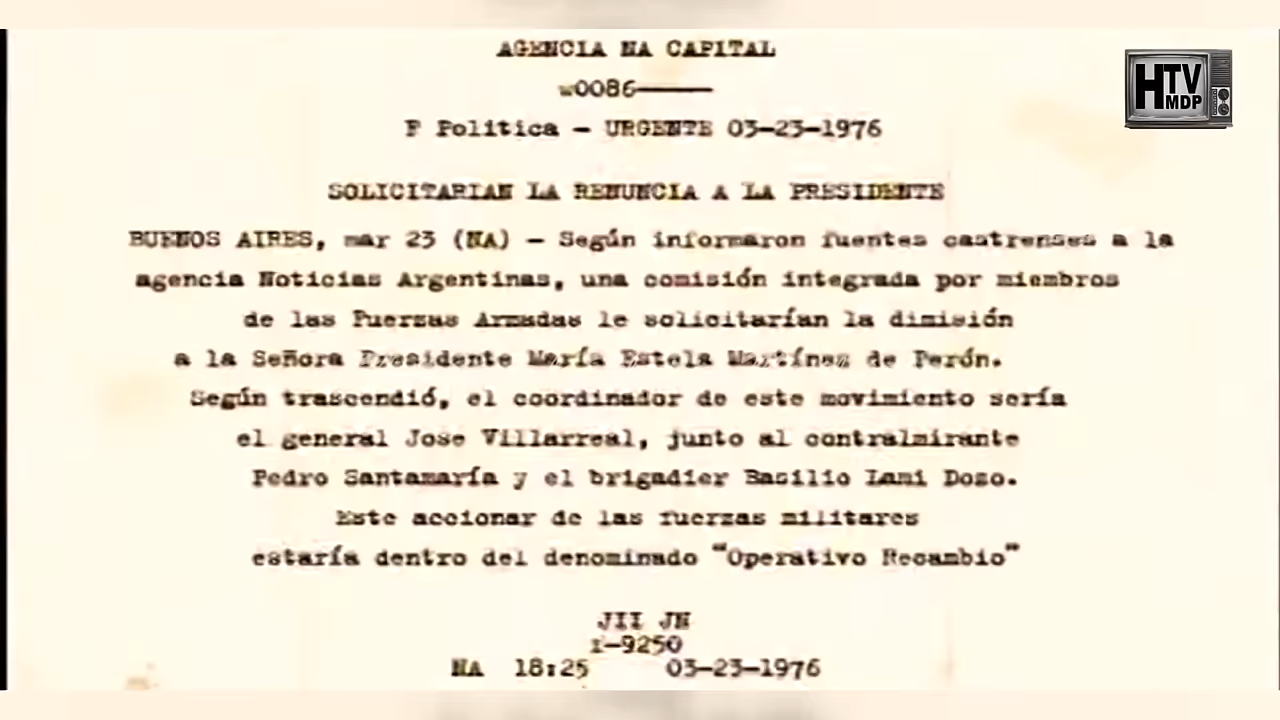 AGENCIA NA CAPITAL
w0086———
HTV
MDP
P Política - URGENTE 03-23-1976
SOLICITARIAN LA RENUNCIA A LA PRESIDENTE
BUENOS AIRES, mar 23 (NA) - Según informaron fuentes castrenses a la
agencia Noticias Argentinas, una comisión integrada por miembros
de las Fuerzas Armadas le solicitarían la dimisión
a la Señora Presidente María Estela Martínez de Perón.
Según trascendió, el coordinador de este movimiento sería
el general Jose Villarreal, junto al contralmirante
Pedro Santamaría y el brigadier Basilio Lami Dozo.
Este accionar de las fuerzas militares
estaría dentro del denominado "Operativo Recambio"
JII JN
I-9250
NA 18:25 03-23-1976